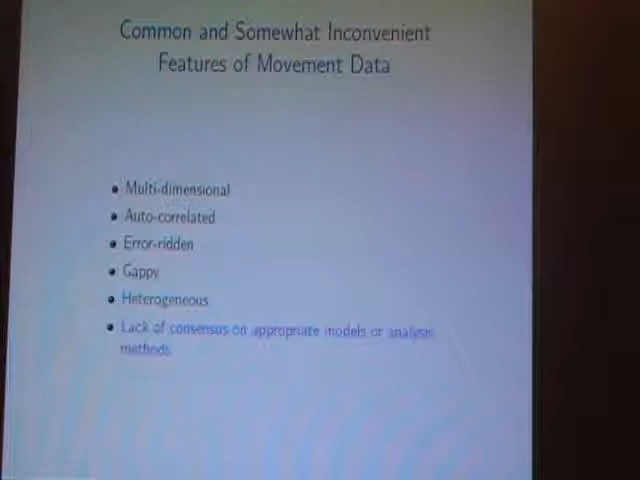 Common and Somewhat Inconvenient
Features of Movement Data
• Multi-dimensional
• Auto-correlated
• Error-ridden
• Gappy
• Heterogeneous
• Lack of consensus on appropriate models or analysis
methods